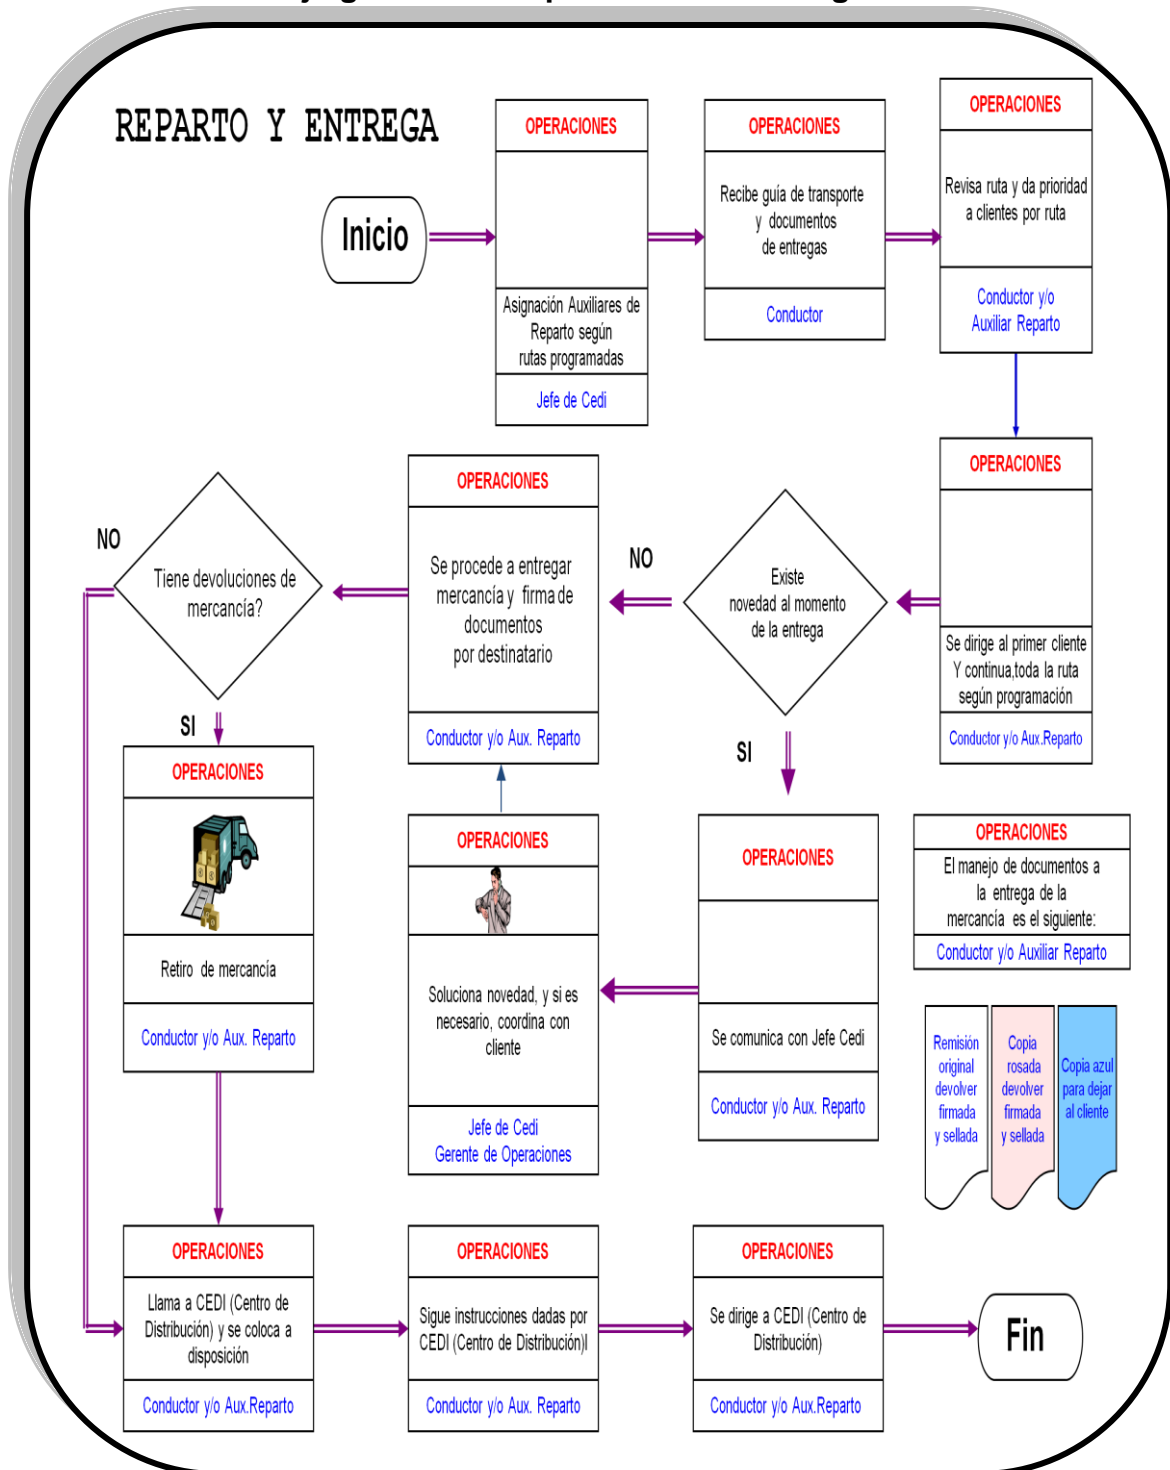 REPARTO Y ENTREGA
Inicio
OPERACIONES
Asignación Auxiliares de
Reparto según
rutas programadas
Jefe de Cedi
OPERACIONES
Recibe guía de transporte
y documentos
de entregas
Conductor
OPERACIONES
Revisa ruta y da prioridad
a clientes por ruta
Conductor y/o
Auxiliar Reparto
OPERACIONES
Se dirige al primer cliente
Y continua,toda la ruta
según programación
Conductor y/o Aux.Reparto
Existe
novedad al momento
de la entrega
NO
SI
OPERACIONES
Se procede a entregar
mercancía y firma de
documentos
por destinatario
Conductor y/o Aux. Reparto
Tiene devoluciones de
mercancía?
NO
SI
OPERACIONES
Retiro de mercancía
Conductor y/o Aux. Reparto
OPERACIONES
Soluciona novedad, y si es
necesario, coordina con
cliente
Jefe de Cedi
Gerente de Operaciones
OPERACIONES
Se comunica con Jefe Cedi
Conductor y/o Aux. Reparto
OPERACIONES
El manejo de documentos a
la entrega de la
mercancía es el siguiente:
Conductor y/o Auxiliar Reparto
Remisión
original
devolver
firmada
y sellada
Copia
rosada
devolver
firmada
y sellada
Copia azul
para dejar
al cliente
OPERACIONES
Llama a CEDI (Centro de
Distribución) y se coloca a
disposición
Conductor y/o Aux.Reparto
OPERACIONES
Sigue instrucciones dadas por
CEDI (Centro de Distribución)I
Conductor y/o Aux. Reparto
OPERACIONES
Se dirige a CEDI (Centro de
Distribución)
Conductor y/o Aux.Reparto
Fin